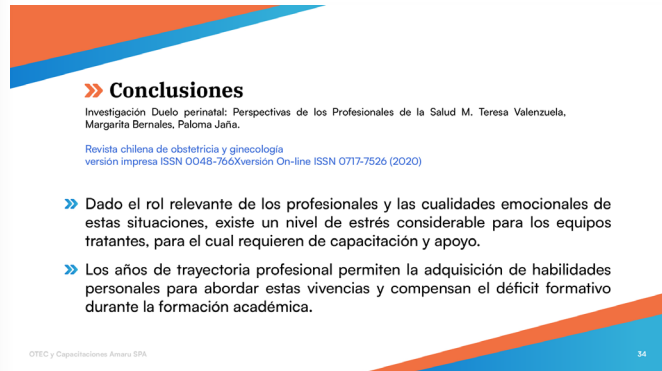 Conclusiones
Investigación Duelo perinatal: Perspectivas de los Profesionales de la Salud M. Teresa Valenzuela,
Margarita Bernales, Paloma Jaña.
Revista chilena de obstetricia y ginecología
versión impresa ISSN 0048-766Xversión On-line ISSN 0717-7526 (2020)
Dado el rol relevante de los profesionales y las cualidades emocionales de
estas situaciones, existe un nivel de estrés considerable para los equipos
tratantes, para el cual requieren de capacitación y apoyo.
Los años de trayectoria profesional permiten la adquisición de habilidades
personales para abordar estas vivencias y compensan el déficit formativo
durante la formación académica.
OTEC y Capacitaciones Amaru SPA
34